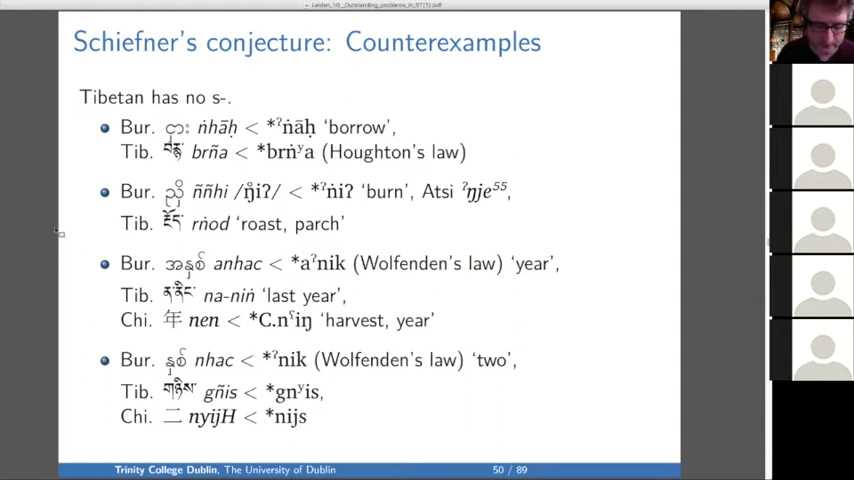 Leiden_10__Outstanding_problems_in_ST(1).pdf
Schiefner's conjecture: Counterexamples
Tibetan has no s-.
Bur. ငှား ṅhāḥ < *ˀṅāḥ ‘borrow’,
Tib. བརྙ་ brña < *brṅʸa (Houghton's law)
Bur. ညှိ ññhi /ŋ̊iʔ/ < *ˀṅiʔ ‘burn’, Atsi ˀŋje⁵⁵,
Tib. རྔོད་ rṅod ‘roast, parch’
Bur. အနှစ် anhac < *aˀnik (Wolfenden's law) ‘year’,
Tib. ན་ནིང་ na-niṅ ‘last year’,
Chi. 年 nen < *C.nˤiŋ ‘harvest, year’
Bur. နှစ် nhac < *ˀnik (Wolfenden's law) ‘two’,
Tib. གཉིས་ gñis < *gnʸis,
Chi. 二 nyijH < *nijs
Trinity College Dublin, The University of Dublin 50 / 89